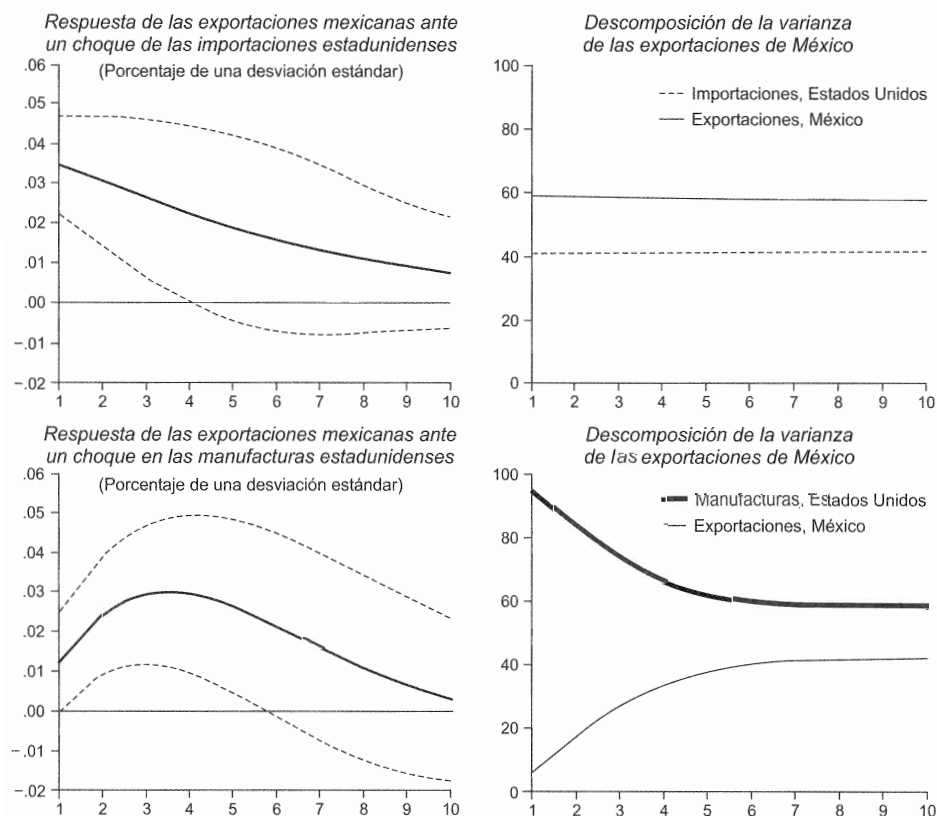 Respuesta de las exportaciones mexicanas ante
un choque de las importaciones estadunidenses
(Porcentaje de una desviación estándar)
.06
.05
.04
.03
.02
.01
.00
−.01
−.02
1 2 3 4 5 6 7 8 9 10
Descomposición de la varianza
de las exportaciones de México
100
80
60
40
20
0
Importaciones, Estados Unidos
Exportaciones, México
1 2 3 4 5 6 7 8 9 10
Respuesta de las exportaciones mexicanas ante
un choque en las manufacturas estadunidenses
(Porcentaje de una desviación estándar)
.06
.05
.04
.03
.02
.01
.00
−.01
−.02
1 2 3 4 5 6 7 8 9 10
Descomposición de la varianza
de las exportaciones de México
100
80
60
40
20
0
Manufacturas, Estados Unidos
Exportaciones, México
1 2 3 4 5 6 7 8 9 10